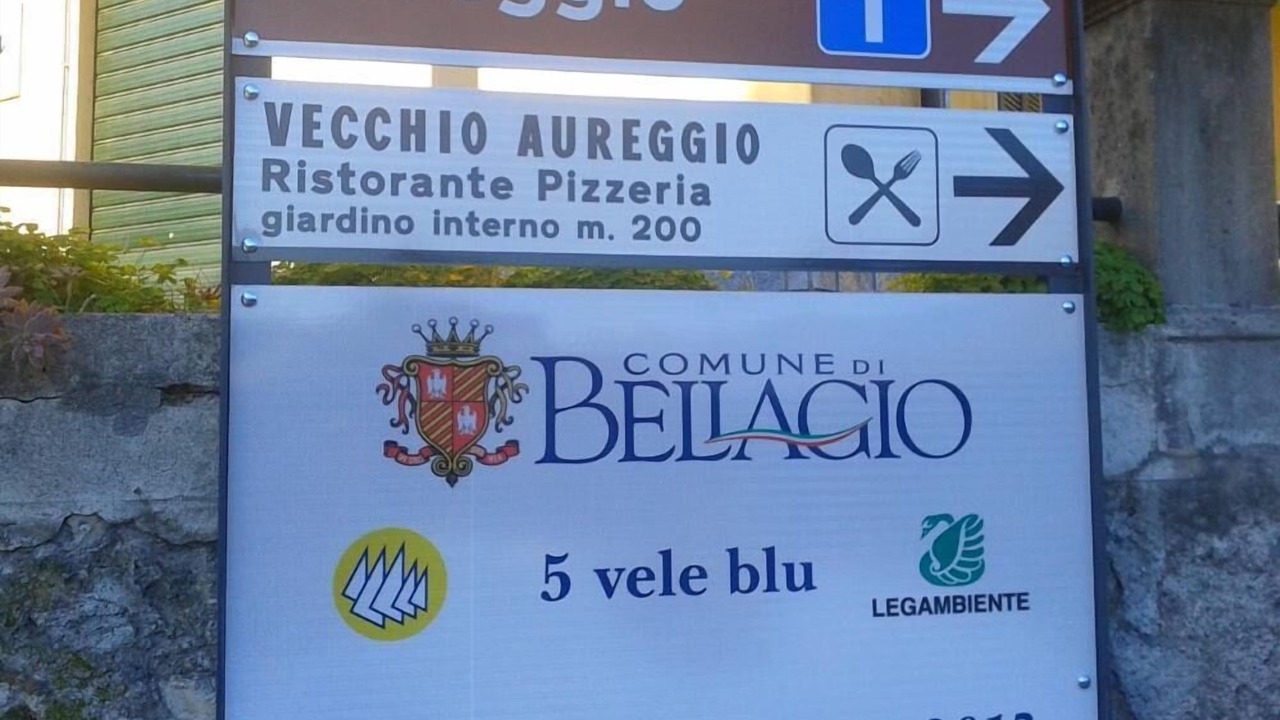 VECCHIO AUREGGIO
Ristorante Pizzeria
giardino interno m. 200
COMUNE DI
BELLAGIO
5 vele blu
LEGAMBIENTE